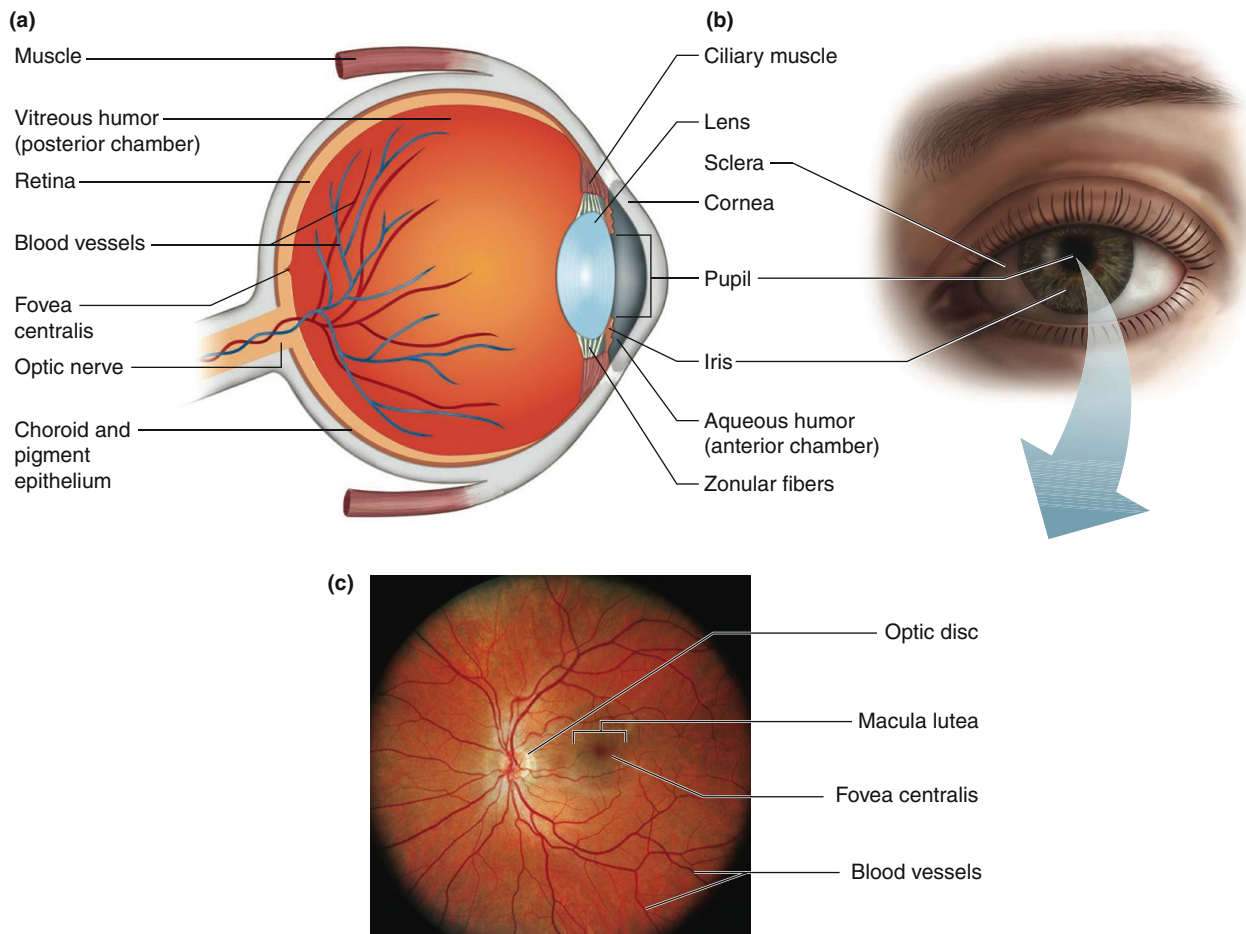 (a)
Muscle
Vitreous humor
(posterior chamber)
Retina
Blood vessels
Fovea
centralis
Optic nerve
Choroid and
pigment
epithelium
Ciliary muscle
Lens
Sclera
Cornea
Pupil
Iris
Aqueous humor
(anterior chamber)
Zonular fibers
(b)
(c)
Optic disc
Macula lutea
Fovea centralis
Blood vessels